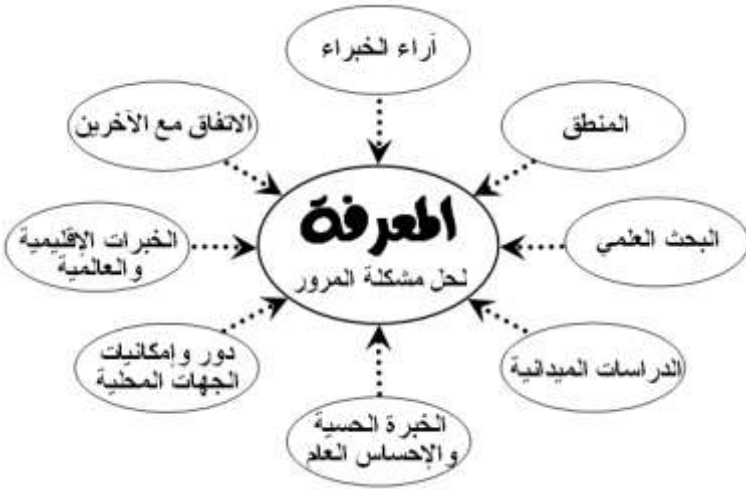 آراء الخبراء
المنطق
البحث العلمي
الدراسات الميدانية
الخبرة الحسية
والإحساس العام
دور وإمكانيات
الجهات المحلية
الخبرات الإقليمية
والعالمية
الاتفاق مع الآخرين
المعرفة
لحل مشكلة المرور